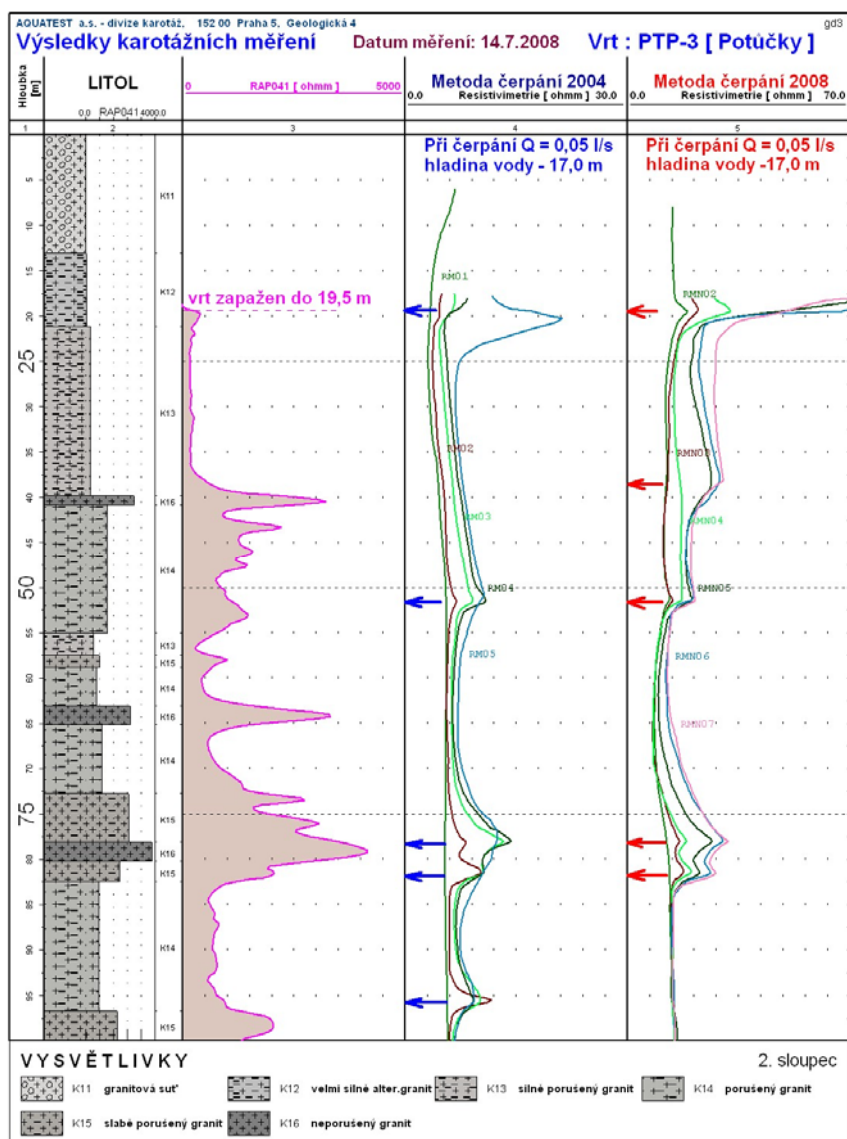 AQUATEST a.s. - divize karotáž, 152 00 Praha 5, Geologická 4 gd3
Výsledky karotážních měření Datum měření: 14.7.2008 Vrt : PTP-3 [ Potůčky ]
Hloubka [m]
LITOL
0,0 RAP041 4000.0
0 RAP041 [ ohmm ] 5000
Metoda čerpání 2004
0.0 Resistivimetrie [ ohmm ] 30.0
Metoda čerpání 2008
0.0 Resistivimetrie [ ohmm ] 70.0
1 2 3 4 5
Při čerpání Q = 0,05 l/s
hladina vody - 17,0 m
Při čerpání Q = 0,05 l/s
hladina vody -17,0 m
5
10
15
20
25
30
35
40
45
50
55
60
65
70
75
80
85
90
95
K11
K12
K13
K16
K14
K13
K15
K14
K16
K14
K15
K16
K15
K14
K15
vrt zapažen do 19,5 m
RM01
RM02
RM03
RM04
RM05
RMN02
RMN03
RMN04
RMN05
RMN06
RMN07
VYSVĚTLIVKY 2. sloupec
K11 granitová suť K12 velmi silně alter.granit K13 silně porušený granit K14 porušený granit
K15 slabě porušený granit K16 neporušený granit